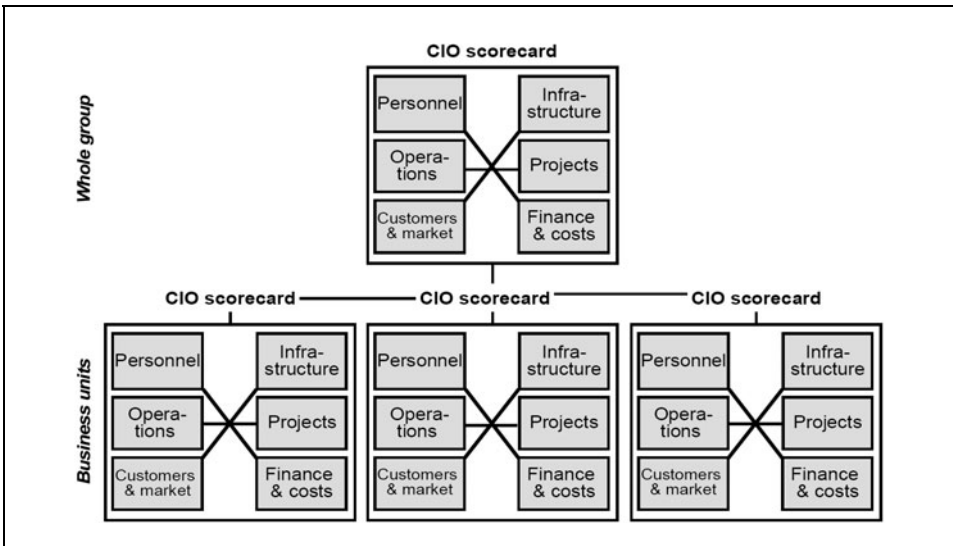 CIO scorecard
Whole group
Personnel
Infra-
structure
Opera-
tions
Projects
Customers
& market
Finance
& costs
CIO scorecard
CIO scorecard
CIO scorecard
Business units
Personnel
Infra-
structure
Opera-
tions
Projects
Customers
& market
Finance
& costs
Personnel
Infra-
structure
Opera-
tions
Projects
Customers
& market
Finance
& costs
Personnel
Infra-
structure
Opera-
tions
Projects
Customers
& market
Finance
& costs